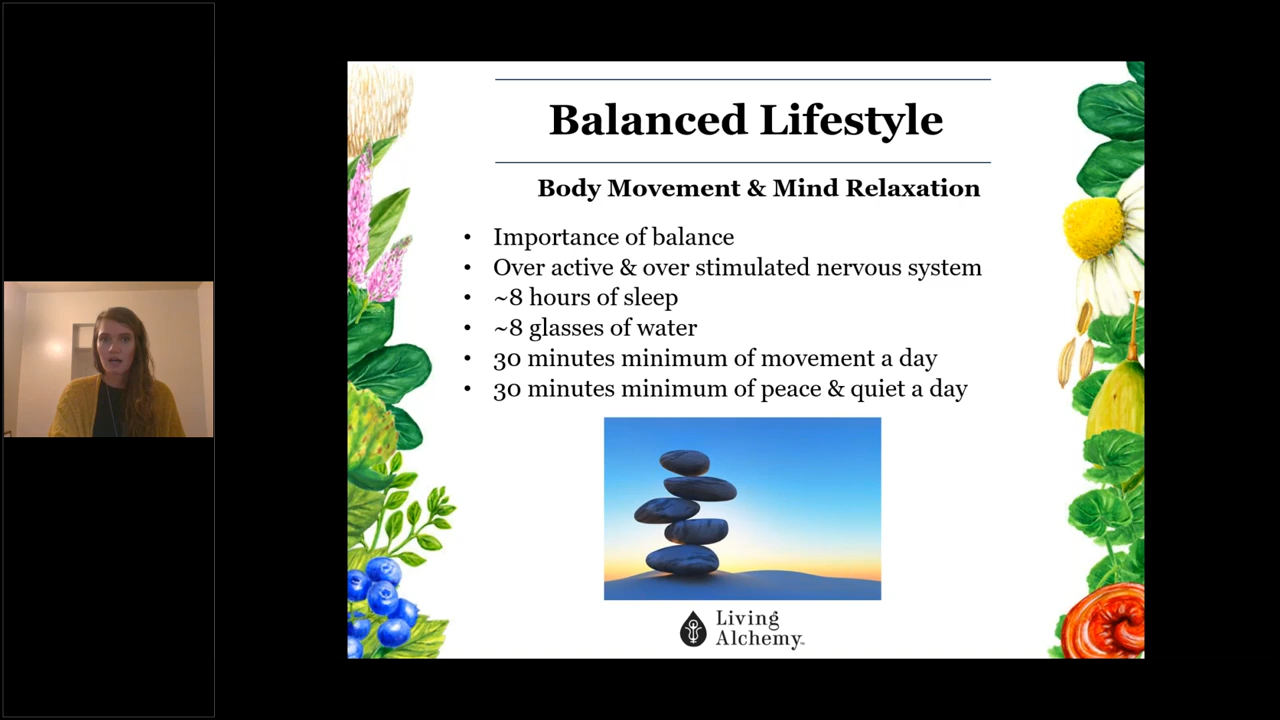 Balanced Lifestyle
Body Movement & Mind Relaxation
• Importance of balance
• Over active & over stimulated nervous system
• ~8 hours of sleep
• ~8 glasses of water
• 30 minutes minimum of movement a day
• 30 minutes minimum of peace & quiet a day
Living
Alchemy™